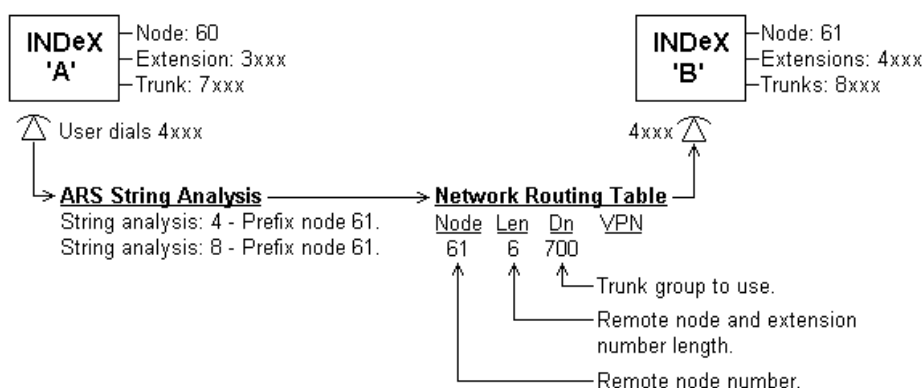 INDeX
'A'
Node: 60
Extension: 3xxx
Trunk: 7xxx
INDeX
'B'
Node: 61
Extensions: 4xxx
Trunks: 8xxx
User dials 4xxx
4xxx
ARS String Analysis
String analysis: 4 - Prefix node 61.
String analysis: 8 - Prefix node 61.
Network Routing Table
Node Len Dn VPN
61 6 700
Trunk group to use.
Remote node and extension
number length.
Remote node number.